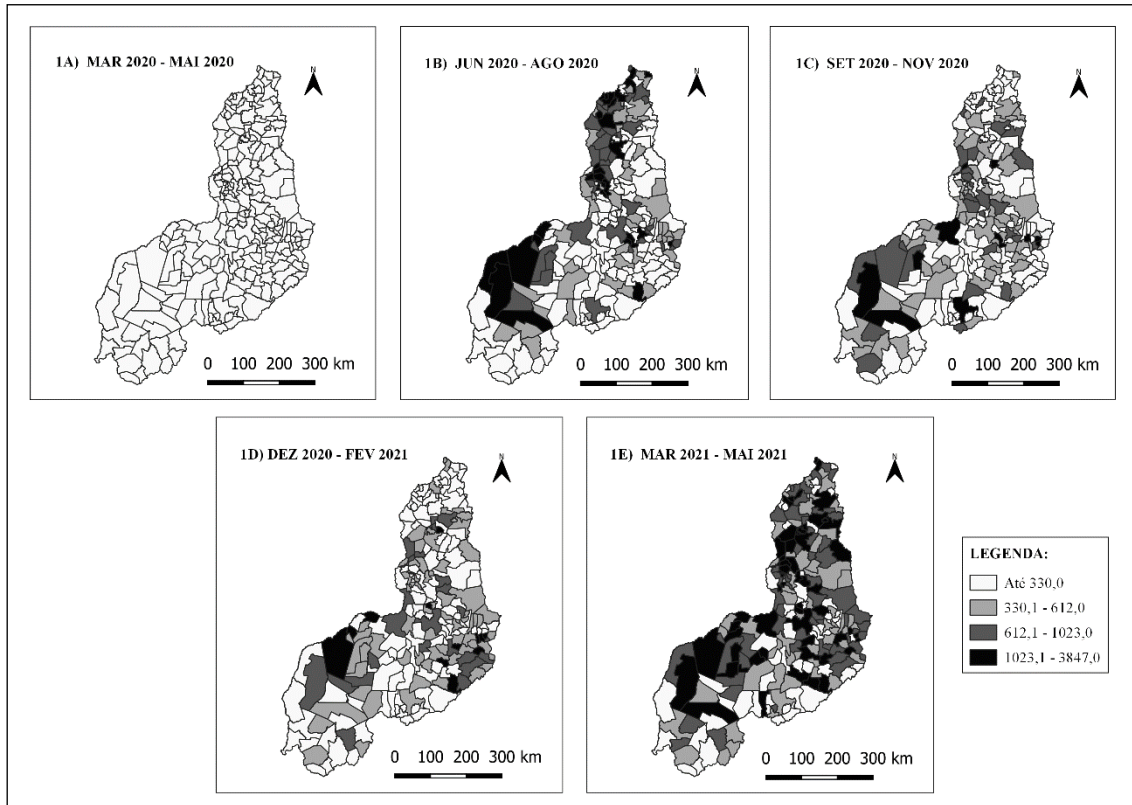 1A) MAR 2020 - MAI 2020
N
0 100 200 300 km
1B) JUN 2020 - AGO 2020
N
0 100 200 300 km
1C) SET 2020 - NOV 2020
N
0 100 200 300 km
1D) DEZ 2020 - FEV 2021
N
0 100 200 300 km
1E) MAR 2021 - MAI 2021
N
0 100 200 300 km
LEGENDA:
Até 330,0
330,1 - 612,0
612,1 - 1023,0
1023,1 - 3847,0